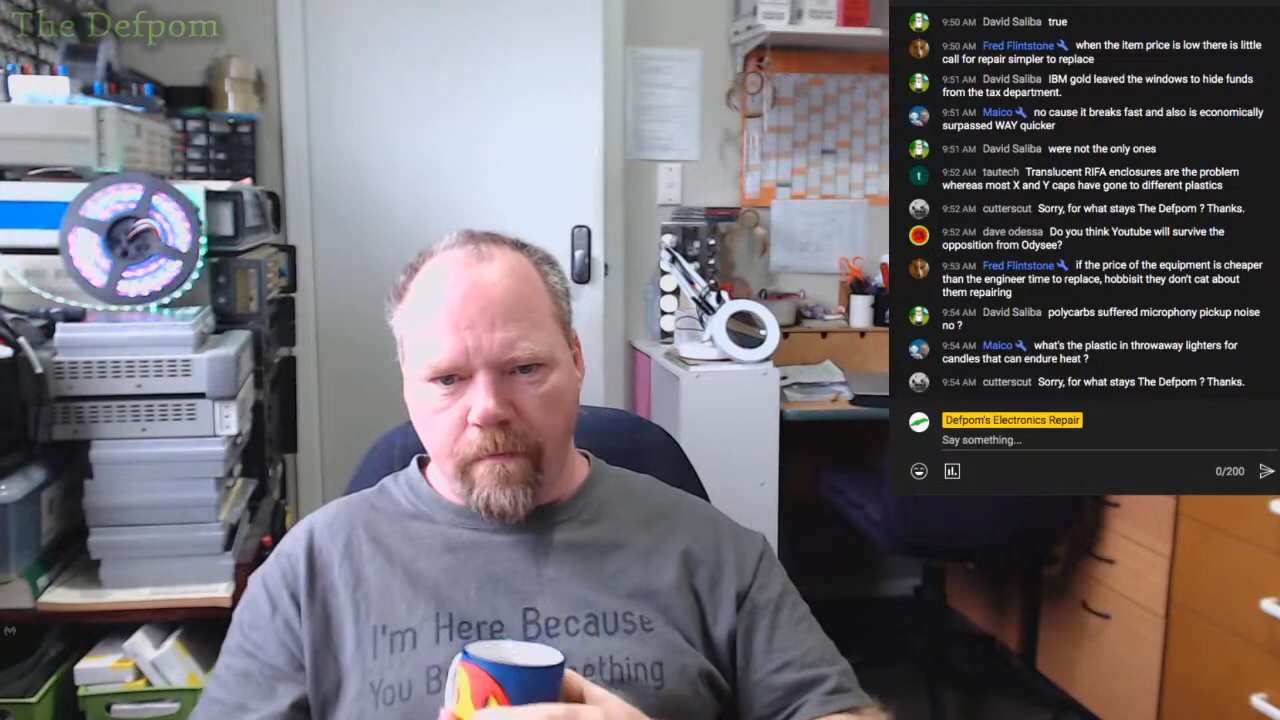 The Defpom
9:50 AM David Saliba true
9:50 AM Fred Flintstone when the item price is low there is little
call for repair simpler to replace
9:51 AM David Saliba IBM gold leaved the windows to hide funds
from the tax department.
9:51 AM Maico no cause it breaks fast and also is economically
surpassed WAY quicker
9:51 AM David Saliba were not the only ones
t
9:52 AM tautech Translucent RIFA enclosures are the problem
whereas most X and Y caps have gone to different plastics
9:52 AM cutterscut Sorry, for what stays The Defpom ? Thanks.
9:52 AM dave odessa Do you think Youtube will survive the
opposition from Odysee?
9:53 AM Fred Flintstone if the price of the equipment is cheaper
than the engineer time to replace, hobbisit they don't cat about
them repairing
9:54 AM David Saliba polycarbs suffered microphony pickup noise
no ?
9:54 AM Maico what's the plastic in throwaway lighters for
candles that can endure heat ?
9:54 AM cutterscut Sorry, for what stays The Defpom ? Thanks.
Defpom's Electronics Repair
Say something...
0/200
I'm Here Because
You B
ething